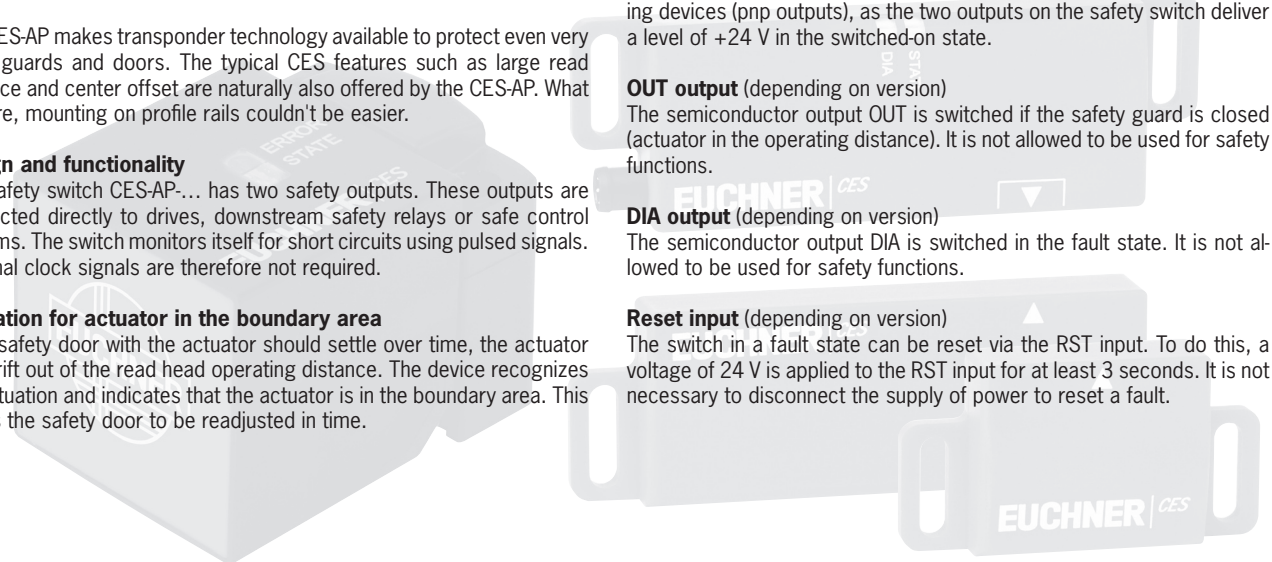 ES-AP makes transponder technology available to protect even very
guards and doors. The typical CES features such as large read
ce and center offset are naturally also offered by the CES-AP. What
re, mounting on profile rails couldn't be easier.
gn and functionality
afety switch CES-AP-… has two safety outputs. These outputs are
cted directly to drives, downstream safety relays or safe control
ms. The switch monitors itself for short circuits using pulsed signals.
nal clock signals are therefore not required.
ation for actuator in the boundary area
safety door with the actuator should settle over time, the actuator
rift out of the read head operating distance. The device recognizes
tuation and indicates that the actuator is in the boundary area. This
s the safety door to be readjusted in time.
ERROR
STATE
EUCHNER CES
EUCHNER
ing devices (pnp outputs), as the two outputs on the safety switch deliver
a level of +24 V in the switched-on state.
OUT output (depending on version)
The semiconductor output OUT is switched if the safety guard is closed
(actuator in the operating distance). It is not allowed to be used for safety
functions.
DIA output (depending on version)
The semiconductor output DIA is switched in the fault state. It is not al-
lowed to be used for safety functions.
Reset input (depending on version)
The switch in a fault state can be reset via the RST input. To do this, a
voltage of 24 V is applied to the RST input for at least 3 seconds. It is not
necessary to disconnect the supply of power to reset a fault.
DIA
EUCHNER CES
EUCHNER CES
EUCHNER CES